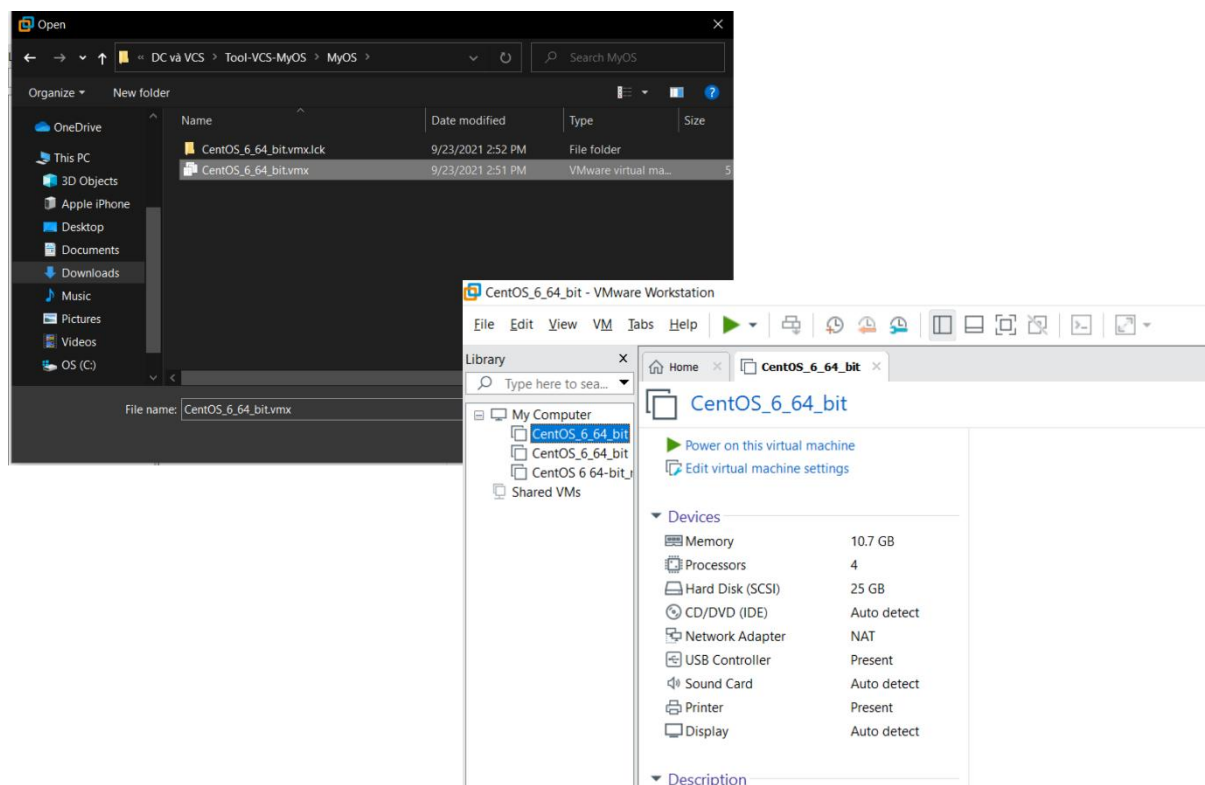 Open
« DC và VCS > Tool-VCS-MyOS > MyOS >
Search MyOS
Organize
New folder
Name Date modified Type Size
OneDrive
This PC
3D Objects
Apple iPhone
Desktop
Documents
Downloads
Music
Pictures
Videos
OS (C:)
CentOS_6_64_bit.vmx.lck 9/23/2021 2:52 PM File folder
CentOS_6_64_bit.vmx 9/23/2021 2:51 PM VMware virtual ma... 5
File name: CentOS_6_64_bit.vmx
CentOS_6_64_bit - VMware Workstation
File Edit View VM Tabs Help
Library X
Type here to sea...
My Computer
CentOS_6_64_bit
CentOS_6_64_bit
CentOS 6 64-bit_
Shared VMs
Home
CentOS_6_64_bit
CentOS_6_64_bit
Power on this virtual machine
Edit virtual machine settings
Devices
Memory 10.7 GB
Processors 4
Hard Disk (SCSI) 25 GB
CD/DVD (IDE) Auto detect
Network Adapter NAT
USB Controller Present
Sound Card Auto detect
Printer Present
Display Auto detect
Description